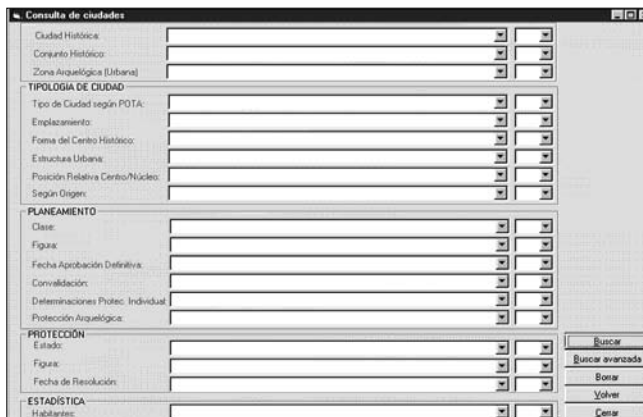 Consulta de ciudades
Ciudad Histórica:
Conjunto Histórico:
Zona Arquelógica (Urbana)
TIPOLOGIA DE CIUDAD
Tipo de Ciudad según POTA:
Emplazamiento:
Forma del Centro Histórico:
Estructura Urbana:
Posición Relativa Centro/Núcleo:
Según Origen:
PLANEAMIENTO
Clase:
Figura:
Fecha Aprobación Definitiva:
Convalidación:
Determinaciones Protec. Individual:
Protección Arquelógica:
PROTECCIÓN
Estado:
Figura:
Fecha de Resolución:
ESTADÍSTICA
Habitantes:
Buscar
Buscar avanzada
Borrar
Volver
Cerrar